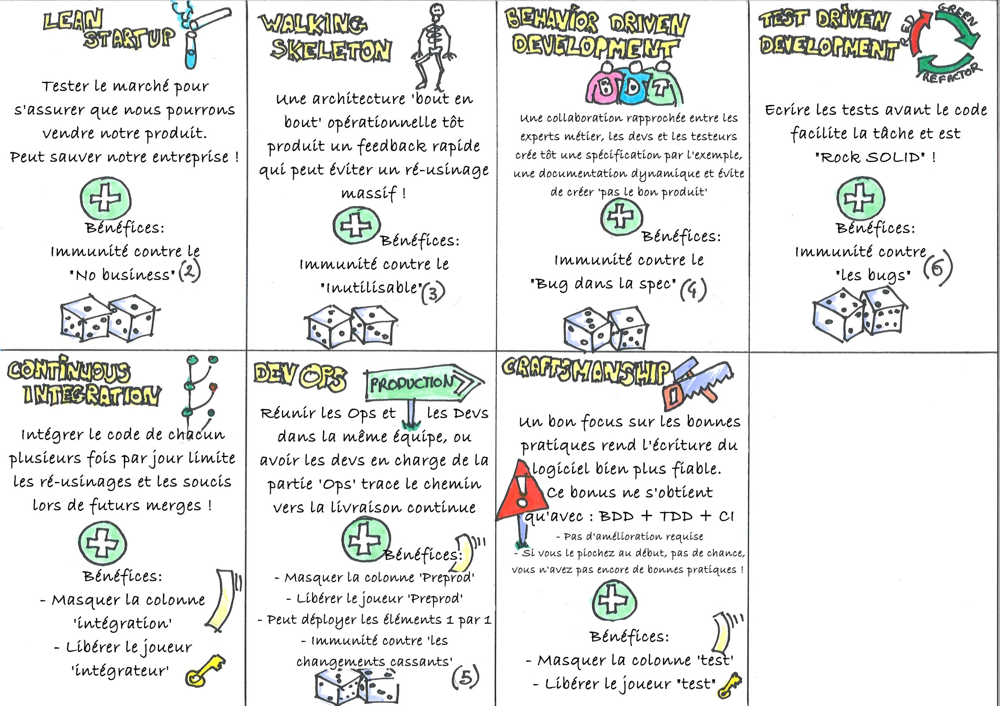 LEAN
STARTUP
Tester le marché pour
s'assurer que nous pourrons
vendre notre produit.
Peut sauver notre entreprise !
Bénéfices:
Immunité contre le
"No business" (2)
WALKING
SKELETON
Une architecture 'bout en
bout' opérationnelle tôt
produit un feedback rapide
qui peut éviter un ré-usinage
massif !
Bénéfices:
Immunité contre le
"Inutilisable" (3)
BEHAVIOR DRIVEN
DEVELOPMENT
B D T
Une collaboration rapprochée entre les
experts métier, les devs et les testeurs
crée tôt une spécification par l'exemple,
une documentation dynamique et évite
de créer 'pas le bon produit'
Bénéfices:
Immunité contre le
"Bug dans la spec" (4)
TEST DRIVEN
DEVELOPMENT
RED
GREEN
REFACTOR
Ecrire les tests avant le code
facilite la tâche et est
"Rock SOLID" !
Bénéfices:
Immunité contre
"les bugs" (6)
CONTINUOUS
INTEGRATION
Intégrer le code de chacun
plusieurs fois par jour limite
les ré-usinages et les soucis
lors de futurs merges !
Bénéfices:
- Masquer la colonne
'intégration'
- Libérer le joueur
'intégrateur'
DEV OPS
PRODUCTION
Réunir les Ops et les Devs
dans la même équipe, ou
avoir les devs en charge de la
partie 'Ops' trace le chemin
vers la livraison continue
Bénéfices:
- Masquer la colonne 'Preprod'
- Libérer le joueur 'Preprod'
- Peut déployer les éléments 1 par 1
- Immunité contre 'les
changements cassants'
(5)
CRAFTSMANSHIP
Un bon focus sur les bonnes
pratiques rend l'écriture du
logiciel bien plus fiable.
Ce bonus ne s'obtient
qu'avec : BDD + TDD + CI
- Pas d'amélioration requise
- Si vous le piochez au début, pas de chance,
vous n'avez pas encore de bonnes pratiques !
Bénéfices:
- Masquer la colonne 'test'
- Libérer le joueur "test"